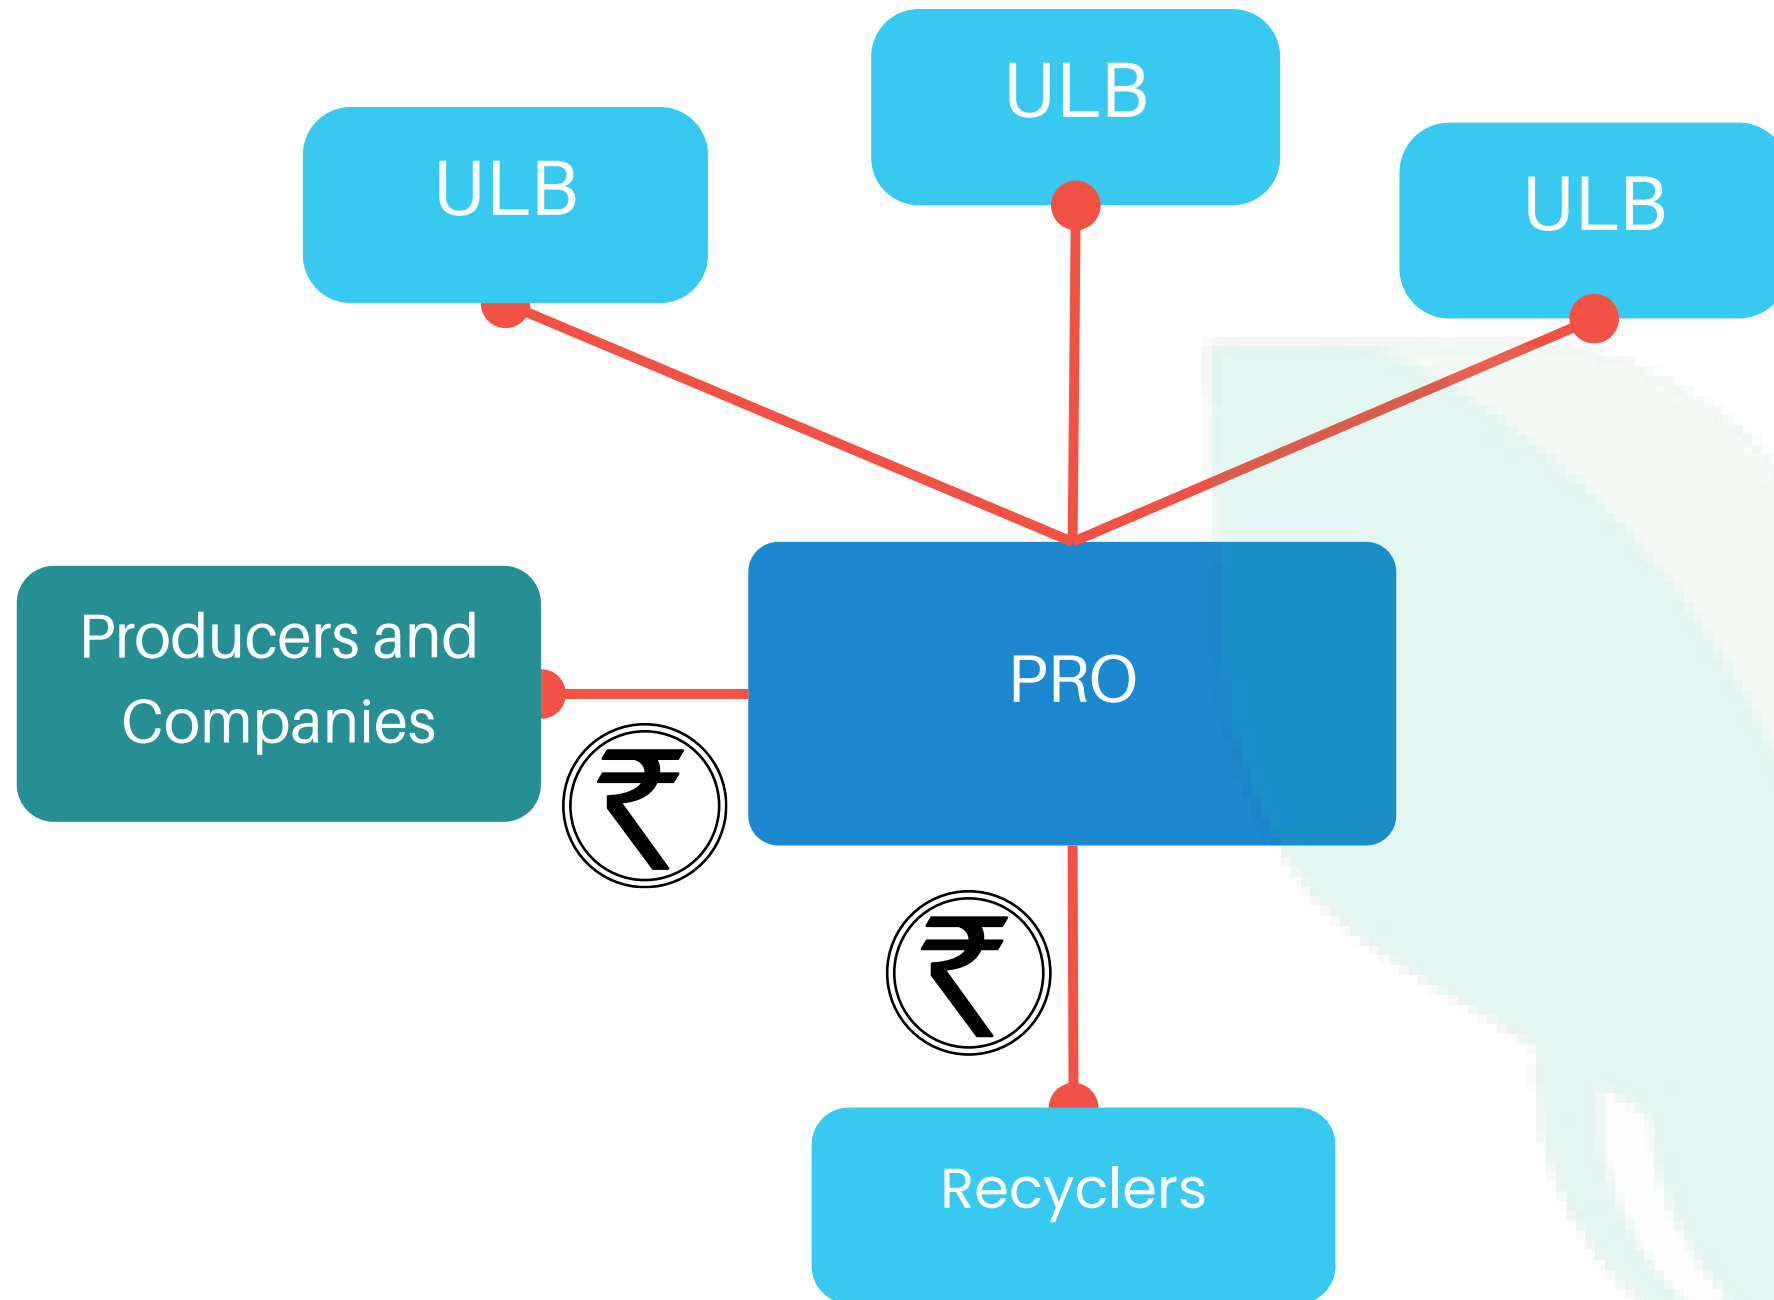 ULB
ULB
ULB
Producers and
Companies
PRO
₹
₹
Recyclers